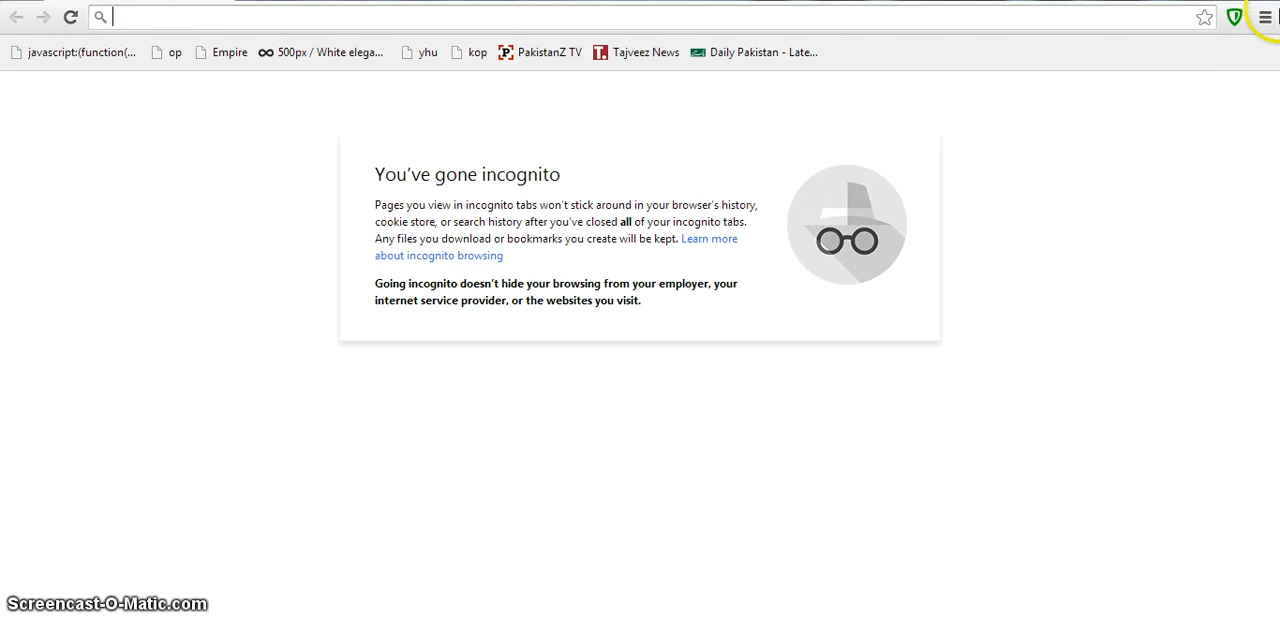 javascript:(function(... op Empire 500px / White elega... yhu kop PakistanZ TV Tajveez News Daily Pakistan - Late...
You've gone incognito
Pages you view in incognito tabs won't stick around in your browser's history,
cookie store, or search history after you've closed all of your incognito tabs.
Any files you download or bookmarks you create will be kept. Learn more
about incognito browsing
Going incognito doesn't hide your browsing from your employer, your
internet service provider, or the websites you visit.
Screencast-O-Matic.com